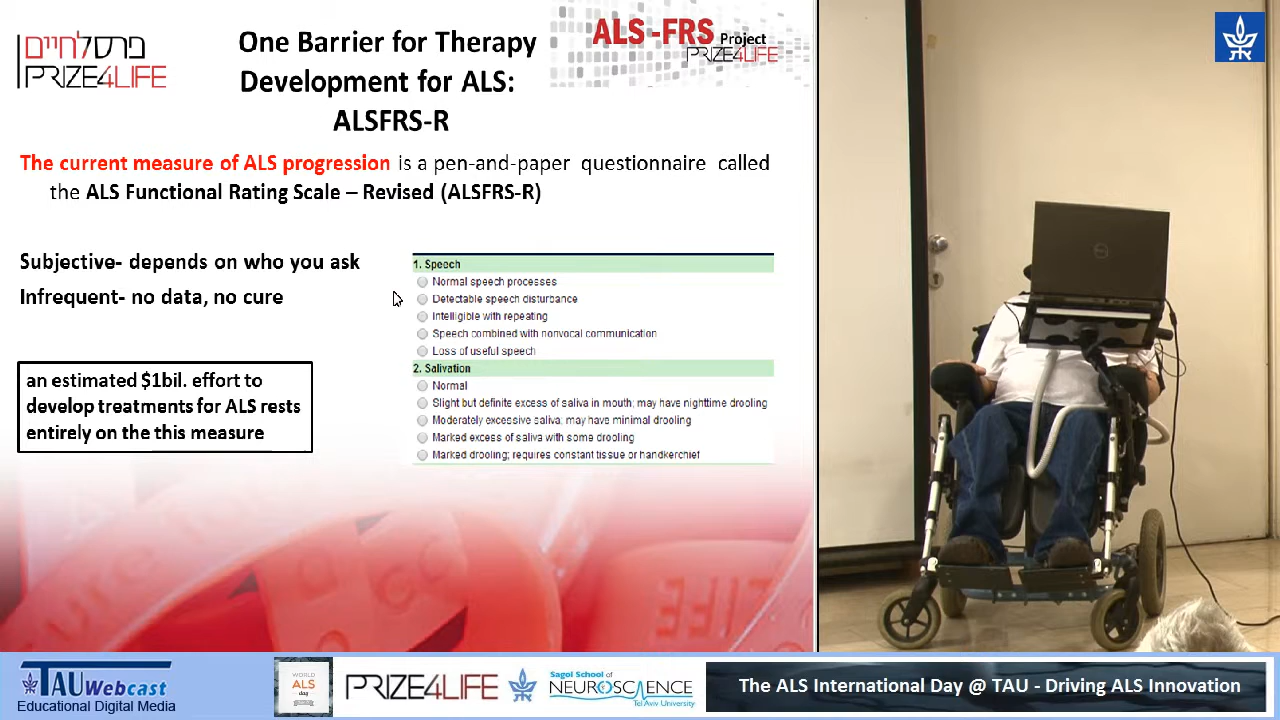 פרס לחיים
PRIZE4LIFE
One Barrier for Therapy
Development for ALS:
ALSFRS-R
ALS-FRS Project
PRIZE4LIFE
The current measure of ALS progression is a pen-and-paper questionnaire called
the ALS Functional Rating Scale – Revised (ALSFRS-R)
Subjective- depends on who you ask
Infrequent- no data, no cure
an estimated $1bil. effort to
develop treatments for ALS rests
entirely on the this measure
1. Speech
Normal speech processes
Detectable speech disturbance
Intelligible with repeating
Speech combined with nonvocal communication
Loss of useful speech
2. Salivation
Normal
Slight but definite excess of saliva in mouth; may have nighttime drooling
Moderately excessive saliva; may have minimal drooling
Marked excess of saliva with some drooling
Marked drooling; requires constant tissue or handkerchief
LIFE
TAU Webcast
Educational Digital Media
WORLD
ALS
day
PRIZE4LIFE
Sagol School of
NEUROSCIENCE
Tel Aviv University
The ALS International Day @ TAU - Driving ALS Innovation